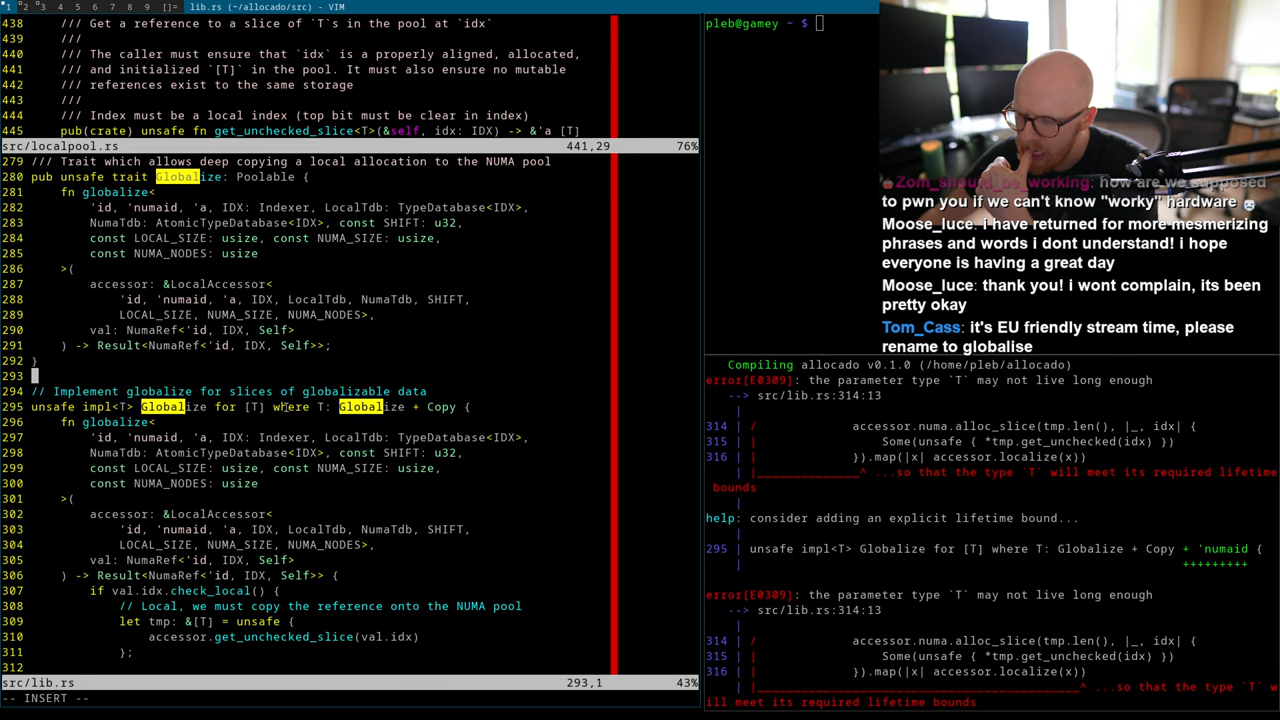 1 2 3 4 5 6 7 8 9 []= lib.rs (~/allocado/src) - VIM
438 /// Get a reference to a slice of `T`s in the pool at `idx`
439 ///
440 /// The caller must ensure that `idx` is a properly aligned, allocated,
441 /// and initialized `[T]` in the pool. It must also ensure no mutable
442 /// references exist to the same storage
443 ///
444 /// Index must be a local index (top bit must be clear in index)
445 pub(crate) unsafe fn get_unchecked_slice<T>(&self, idx: IDX) -> &'a [T]
src/localpool.rs 441,29 76%
279 /// Trait which allows deep copying a local allocation to the NUMA pool
280 pub unsafe trait Globalize: Poolable {
281 fn globalize<
282 'id, 'numaid, 'a, IDX: Indexer, LocalTdb: TypeDatabase<IDX>,
283 NumaTdb: AtomicTypeDatabase<IDX>, const SHIFT: u32,
284 const LOCAL_SIZE: usize, const NUMA_SIZE: usize,
285 const NUMA_NODES: usize
286 >(
287 accessor: &LocalAccessor<
288 'id, 'numaid, 'a, IDX, LocalTdb, NumaTdb, SHIFT,
289 LOCAL_SIZE, NUMA_SIZE, NUMA_NODES>,
290 val: NumaRef<'id, IDX, Self>
291 ) -> Result<NumaRef<'id, IDX, Self>>;
292 }
293
294 // Implement globalize for slices of globalizable data
295 unsafe impl<T> Globalize for [T] where T: Globalize + Copy {
296 fn globalize<
297 'id, 'numaid, 'a, IDX: Indexer, LocalTdb: TypeDatabase<IDX>,
298 NumaTdb: AtomicTypeDatabase<IDX>, const SHIFT: u32,
299 const LOCAL_SIZE: usize, const NUMA_SIZE: usize,
300 const NUMA_NODES: usize
301 >(
302 accessor: &LocalAccessor<
303 'id, 'numaid, 'a, IDX, LocalTdb, NumaTdb, SHIFT,
304 LOCAL_SIZE, NUMA_SIZE, NUMA_NODES>,
305 val: NumaRef<'id, IDX, Self>
306 ) -> Result<NumaRef<'id, IDX, Self>> {
307 if val.idx.check_local() {
308 // Local, we must copy the reference onto the NUMA pool
309 let tmp: &[T] = unsafe {
310 accessor.get_unchecked_slice(val.idx)
311 };
312
src/lib.rs 293,1 43%
-- INSERT --
pleb@gamey ~ $
Zom_should_be_working: how are we supposed
to pwn you if we can't know "worky" hardware
Moose_luce: i have returned for more mesmerizing
phrases and words i dont understand! i hope
everyone is having a great day
Moose_luce: thank you! i wont complain, its been
pretty okay
Tom_Cass: it's EU friendly stream time, please
rename to globalise
Compiling allocado v0.1.0 (/home/pleb/allocado)
error[E0309]: the parameter type `T` may not live long enough
--> src/lib.rs:314:13
|
314 | / accessor.numa.alloc_slice(tmp.len(), |_, idx| {
315 | | Some(unsafe { *tmp.get_unchecked(idx) })
316 | | }).map(|x| accessor.localize(x))
| |______________^ ...so that the type `T` will meet its required lifetime
bounds
|
help: consider adding an explicit lifetime bound...
|
295 | unsafe impl<T> Globalize for [T] where T: Globalize + Copy + 'numaid {
| +++++++++
error[E0309]: the parameter type `T` may not live long enough
--> src/lib.rs:314:13
|
314 | / accessor.numa.alloc_slice(tmp.len(), |_, idx| {
315 | | Some(unsafe { *tmp.get_unchecked(idx) })
316 | | }).map(|x| accessor.localize(x))
| |____________________________________________^ ...so that the type `T` w
ill meet its required lifetime bounds